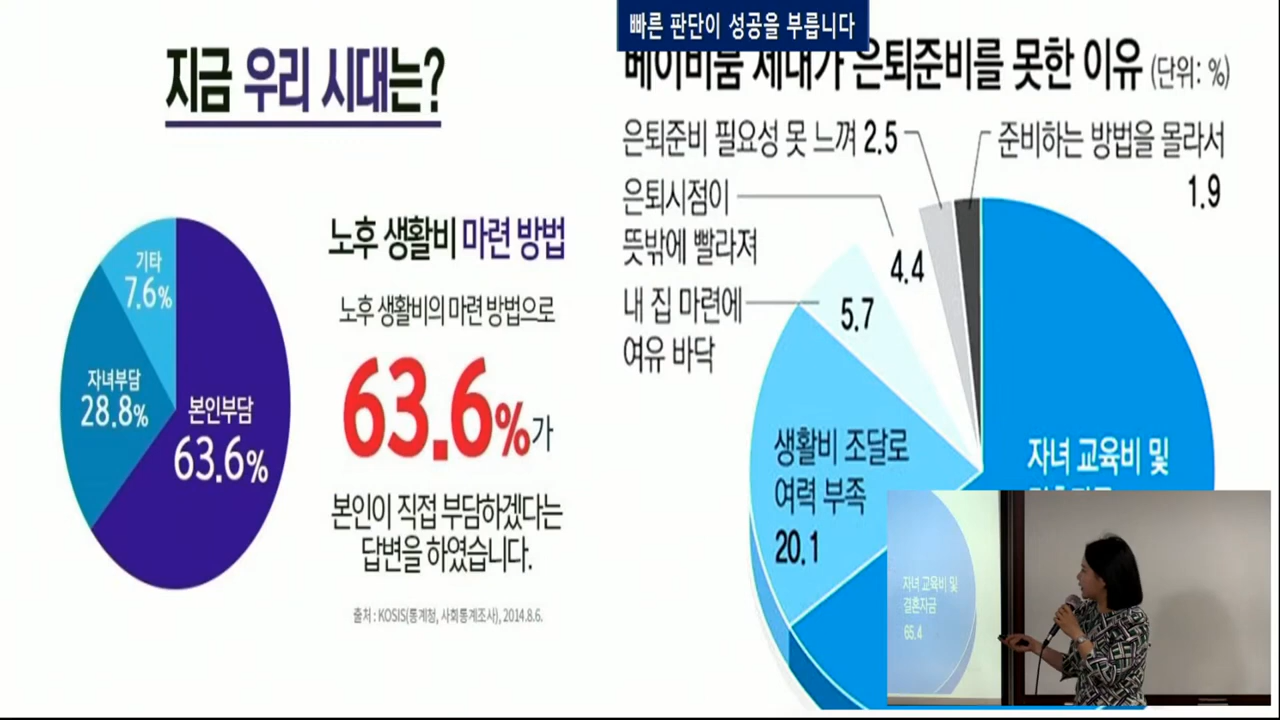 빠른 판단이 성공을 부릅니다
지금 우리 시대는?
기타
7.6%
자녀부담
28.8%
본인부담
63.6%
노후 생활비 마련 방법
노후 생활비의 마련 방법으로
63.6%가
본인이 직접 부담하겠다는
답변을 하였습니다.
출처 : KOSIS(통계청, 사회통계조사), 2014.8.6.
베이비붐 세대가 은퇴준비를 못한 이유 (단위: %)
은퇴준비 필요성 못 느껴 2.5
준비하는 방법을 몰라서
1.9
은퇴시점이
뜻밖에 빨라져
4.4
내 집 마련에
여유 바닥
5.7
생활비 조달로
여력 부족
20.1
자녀 교육비 및
결혼자금
자녀 교육비 및
결혼자금
65.4